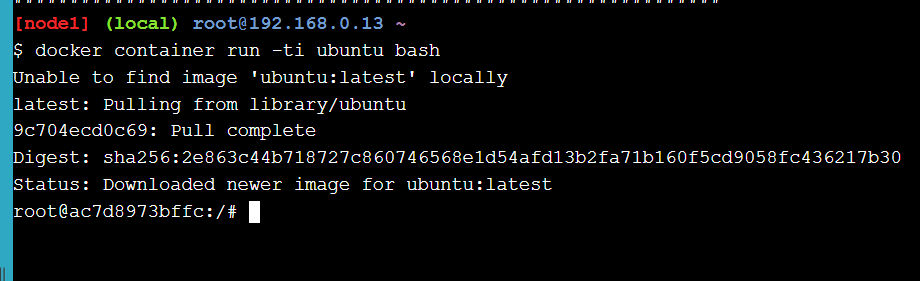 [node1] (local) root@192.168.0.13 ~
$ docker container run -ti ubuntu bash
Unable to find image 'ubuntu:latest' locally
latest: Pulling from library/ubuntu
9c704ecd0c69: Pull complete
Digest: sha256:2e863c44b718727c860746568e1d54afd13b2fa71b160f5cd9058fc436217b30
Status: Downloaded newer image for ubuntu:latest
root@ac7d8973bffc:/#